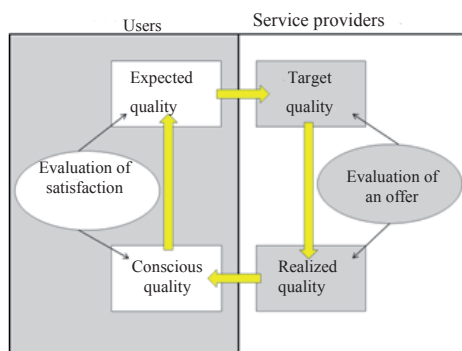 Users
Service providers
Expected
quality
Target
quality
Evaluation of
satisfaction
Evaluation of
an offer
Conscious
quality
Realized
quality